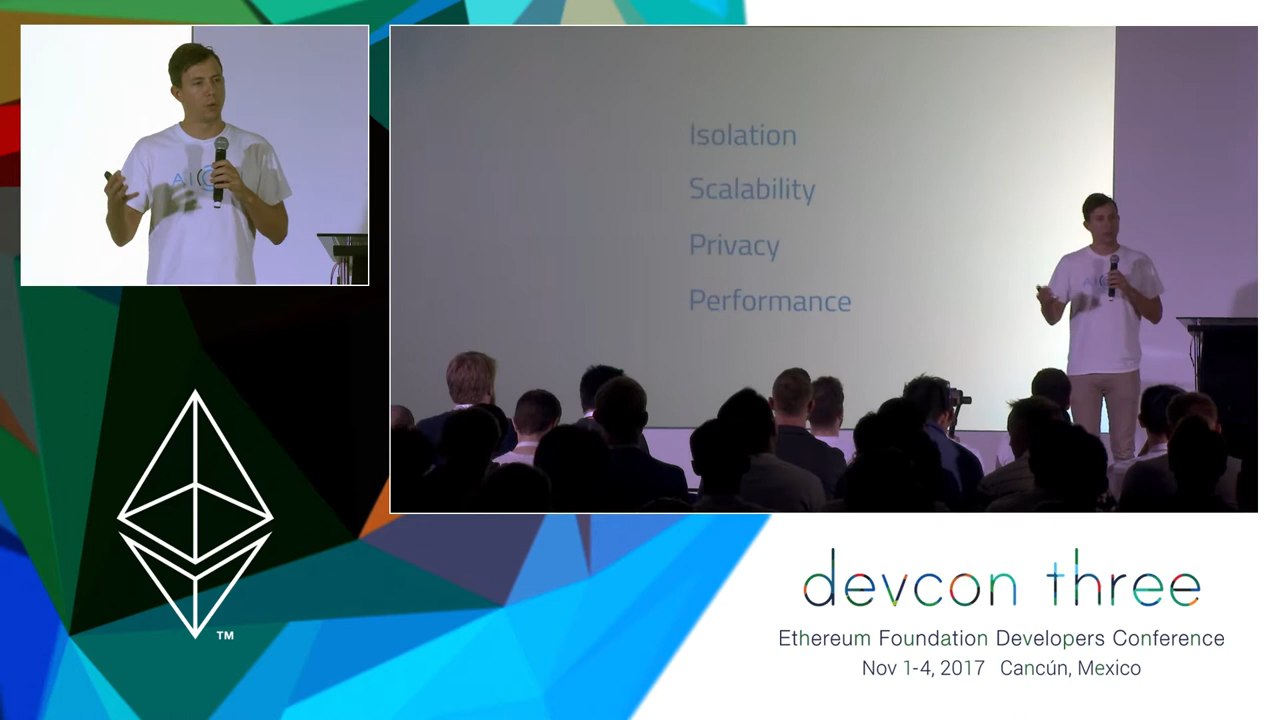 Isolation
Scalability
Privacy
Performance
TM
devcon three
Ethereum Foundation Developers Conference
Nov 1-4, 2017 Cancún, Mexico